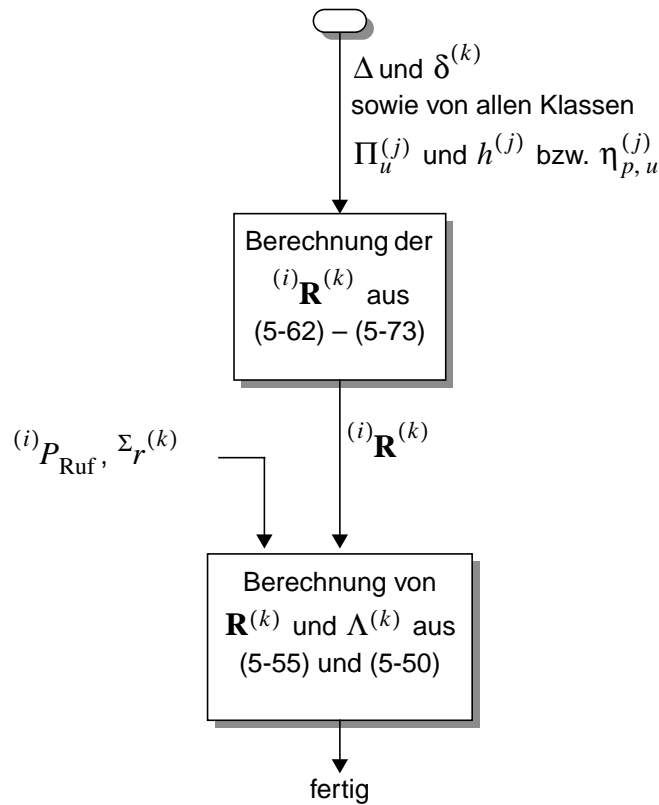 Δ und δ^(k)
sowie von allen Klassen
Π_u^(j) und h^(j) bzw. η_p, u^(j)
Berechnung der
^(i)R^(k) aus
(5-62) – (5-73)
^(i)P_Ruf, ^Σr^(k)
^(i)R^(k)
Berechnung von
R^(k) und Λ^(k) aus
(5-55) und (5-50)
fertig